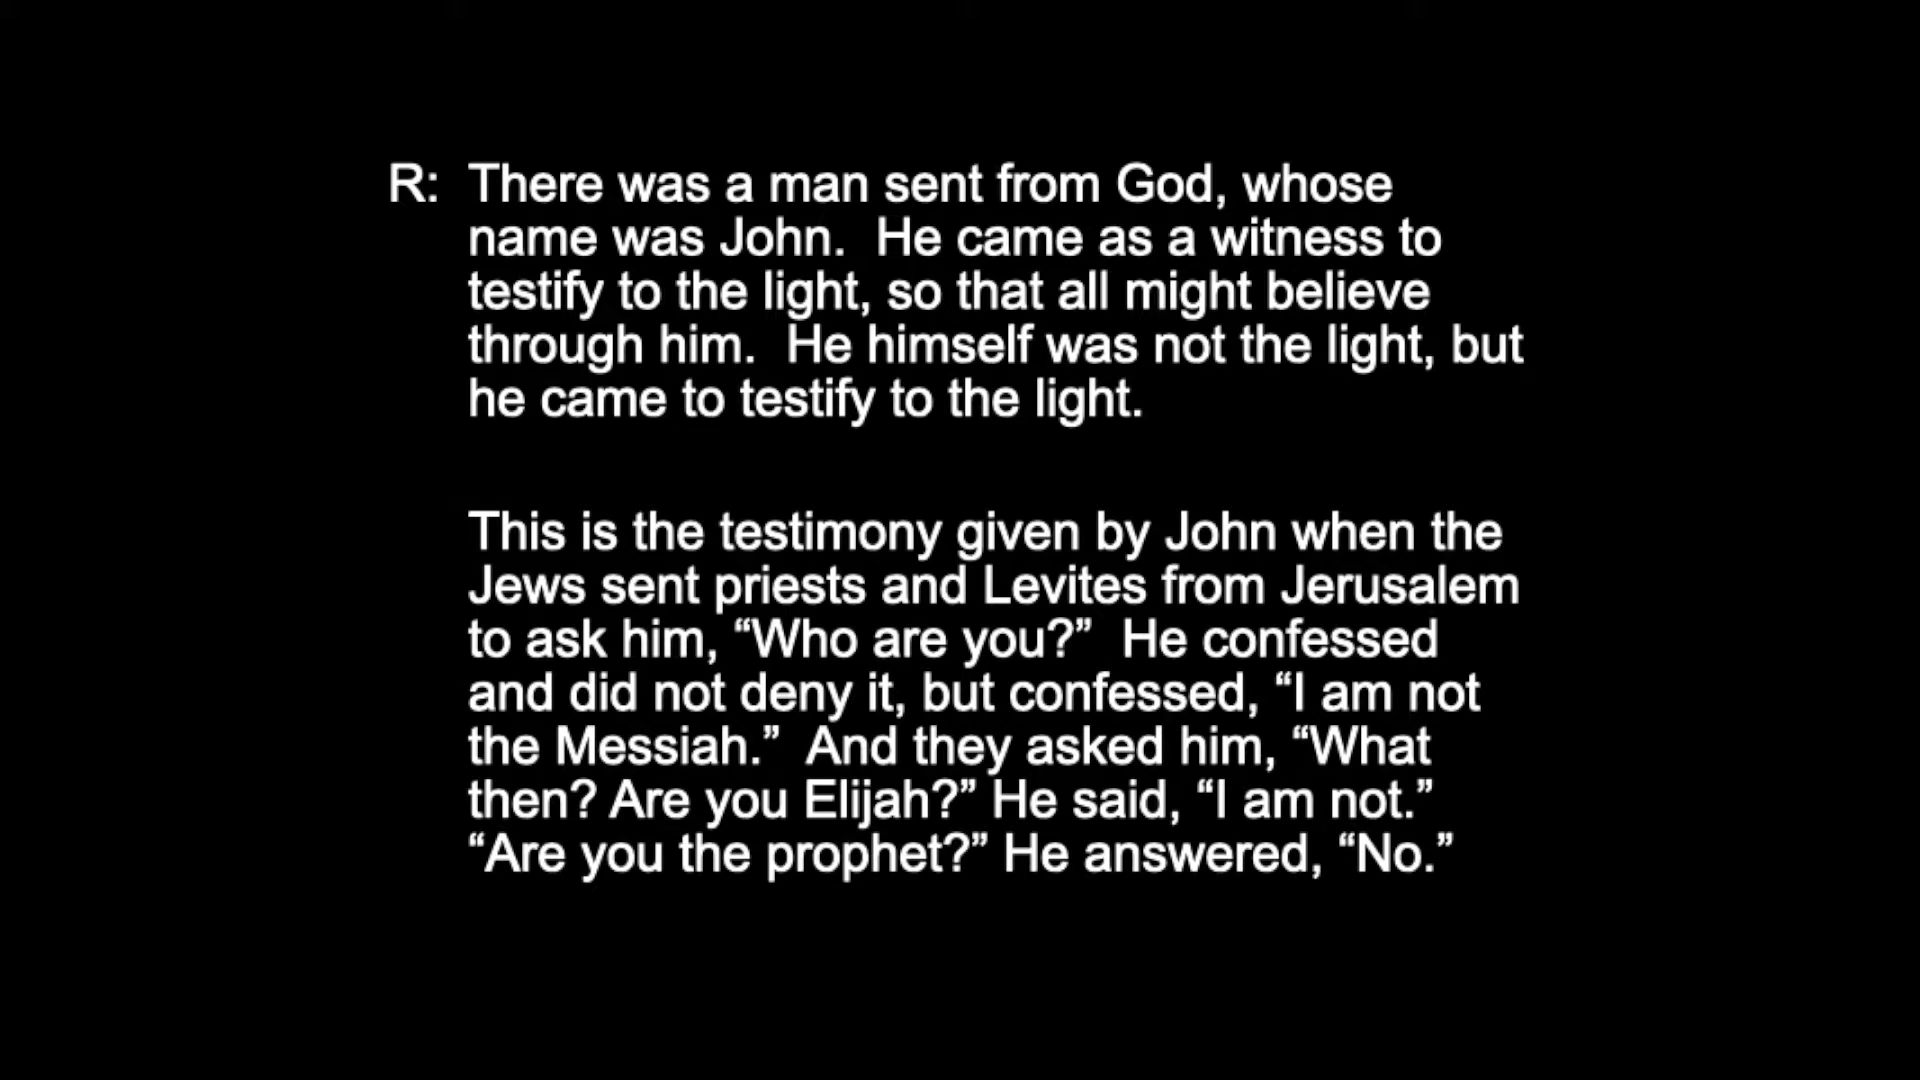 R: There was a man sent from God, whose
name was John. He came as a witness to
testify to the light, so that all might believe
through him. He himself was not the light, but
he came to testify to the light.
This is the testimony given by John when the
Jews sent priests and Levites from Jerusalem
to ask him, “Who are you?” He confessed
and did not deny it, but confessed, “I am not
the Messiah.” And they asked him, “What
then? Are you Elijah?” He said, “I am not.”
“Are you the prophet?” He answered, “No.”